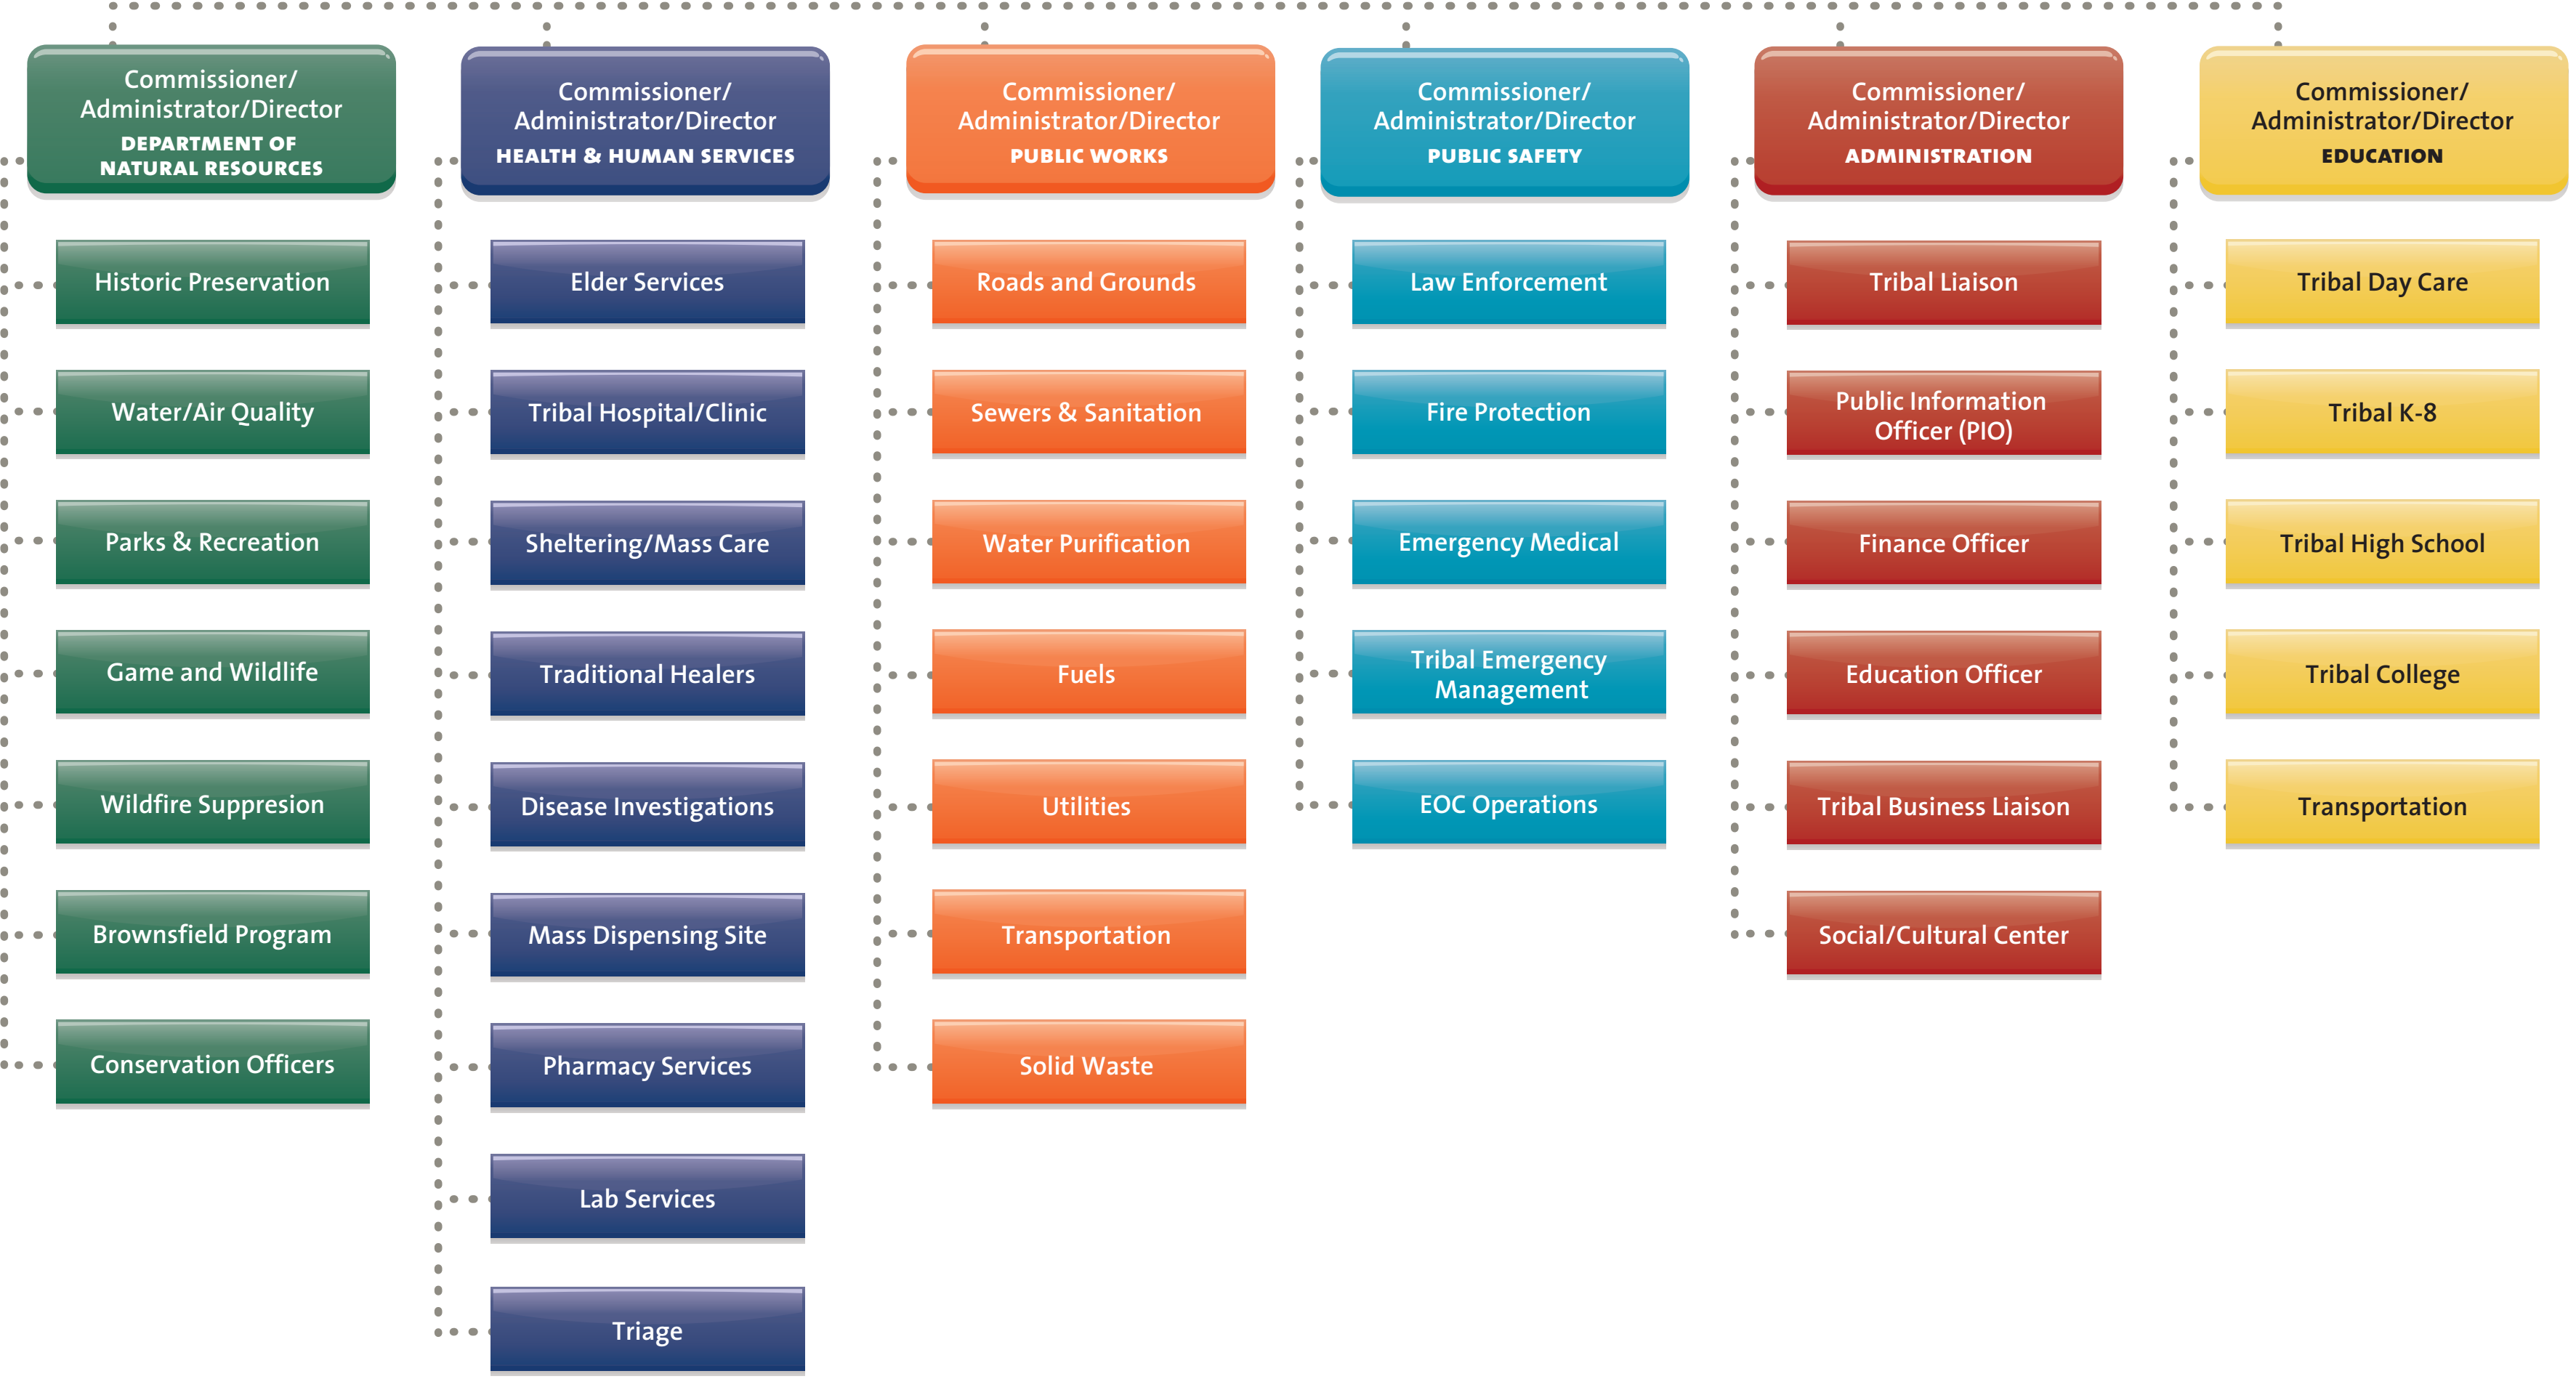 Commissioner/
Administrator/Director
DEPARTMENT OF
NATURAL RESOURCES
Historic Preservation
Water/Air Quality
Parks & Recreation
Game and Wildlife
Wildfire Suppresion
Brownsfield Program
Conservation Officers
Commissioner/
Administrator/Director
HEALTH & HUMAN SERVICES
Elder Services
Tribal Hospital/Clinic
Sheltering/Mass Care
Traditional Healers
Disease Investigations
Mass Dispensing Site
Pharmacy Services
Lab Services
Triage
Commissioner/
Administrator/Director
PUBLIC WORKS
Roads and Grounds
Sewers & Sanitation
Water Purification
Fuels
Utilities
Transportation
Solid Waste
Commissioner/
Administrator/Director
PUBLIC SAFETY
Law Enforcement
Fire Protection
Emergency Medical
Tribal Emergency
Management
EOC Operations
Commissioner/
Administrator/Director
ADMINISTRATION
Tribal Liaison
Public Information
Officer (PIO)
Finance Officer
Education Officer
Tribal Business Liaison
Social/Cultural Center
Commissioner/
Administrator/Director
EDUCATION
Tribal Day Care
Tribal K-8
Tribal High School
Tribal College
Transportation